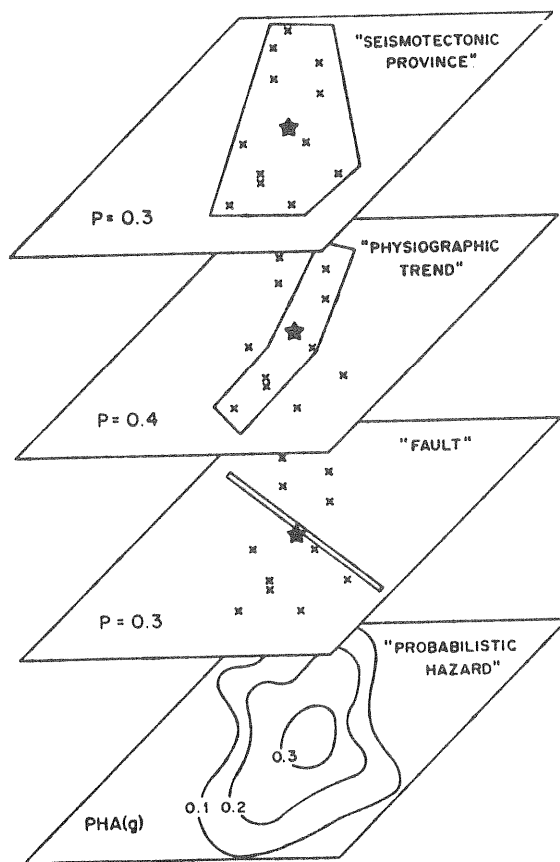 "SEISMOTECTONIC
PROVINCE"
P = 0.3
"PHYSIOGRAPHIC
TREND"
P = 0.4
"FAULT"
P = 0.3
"PROBABILISTIC
HAZARD"
0.3
0.1
0.2
PHA(g)